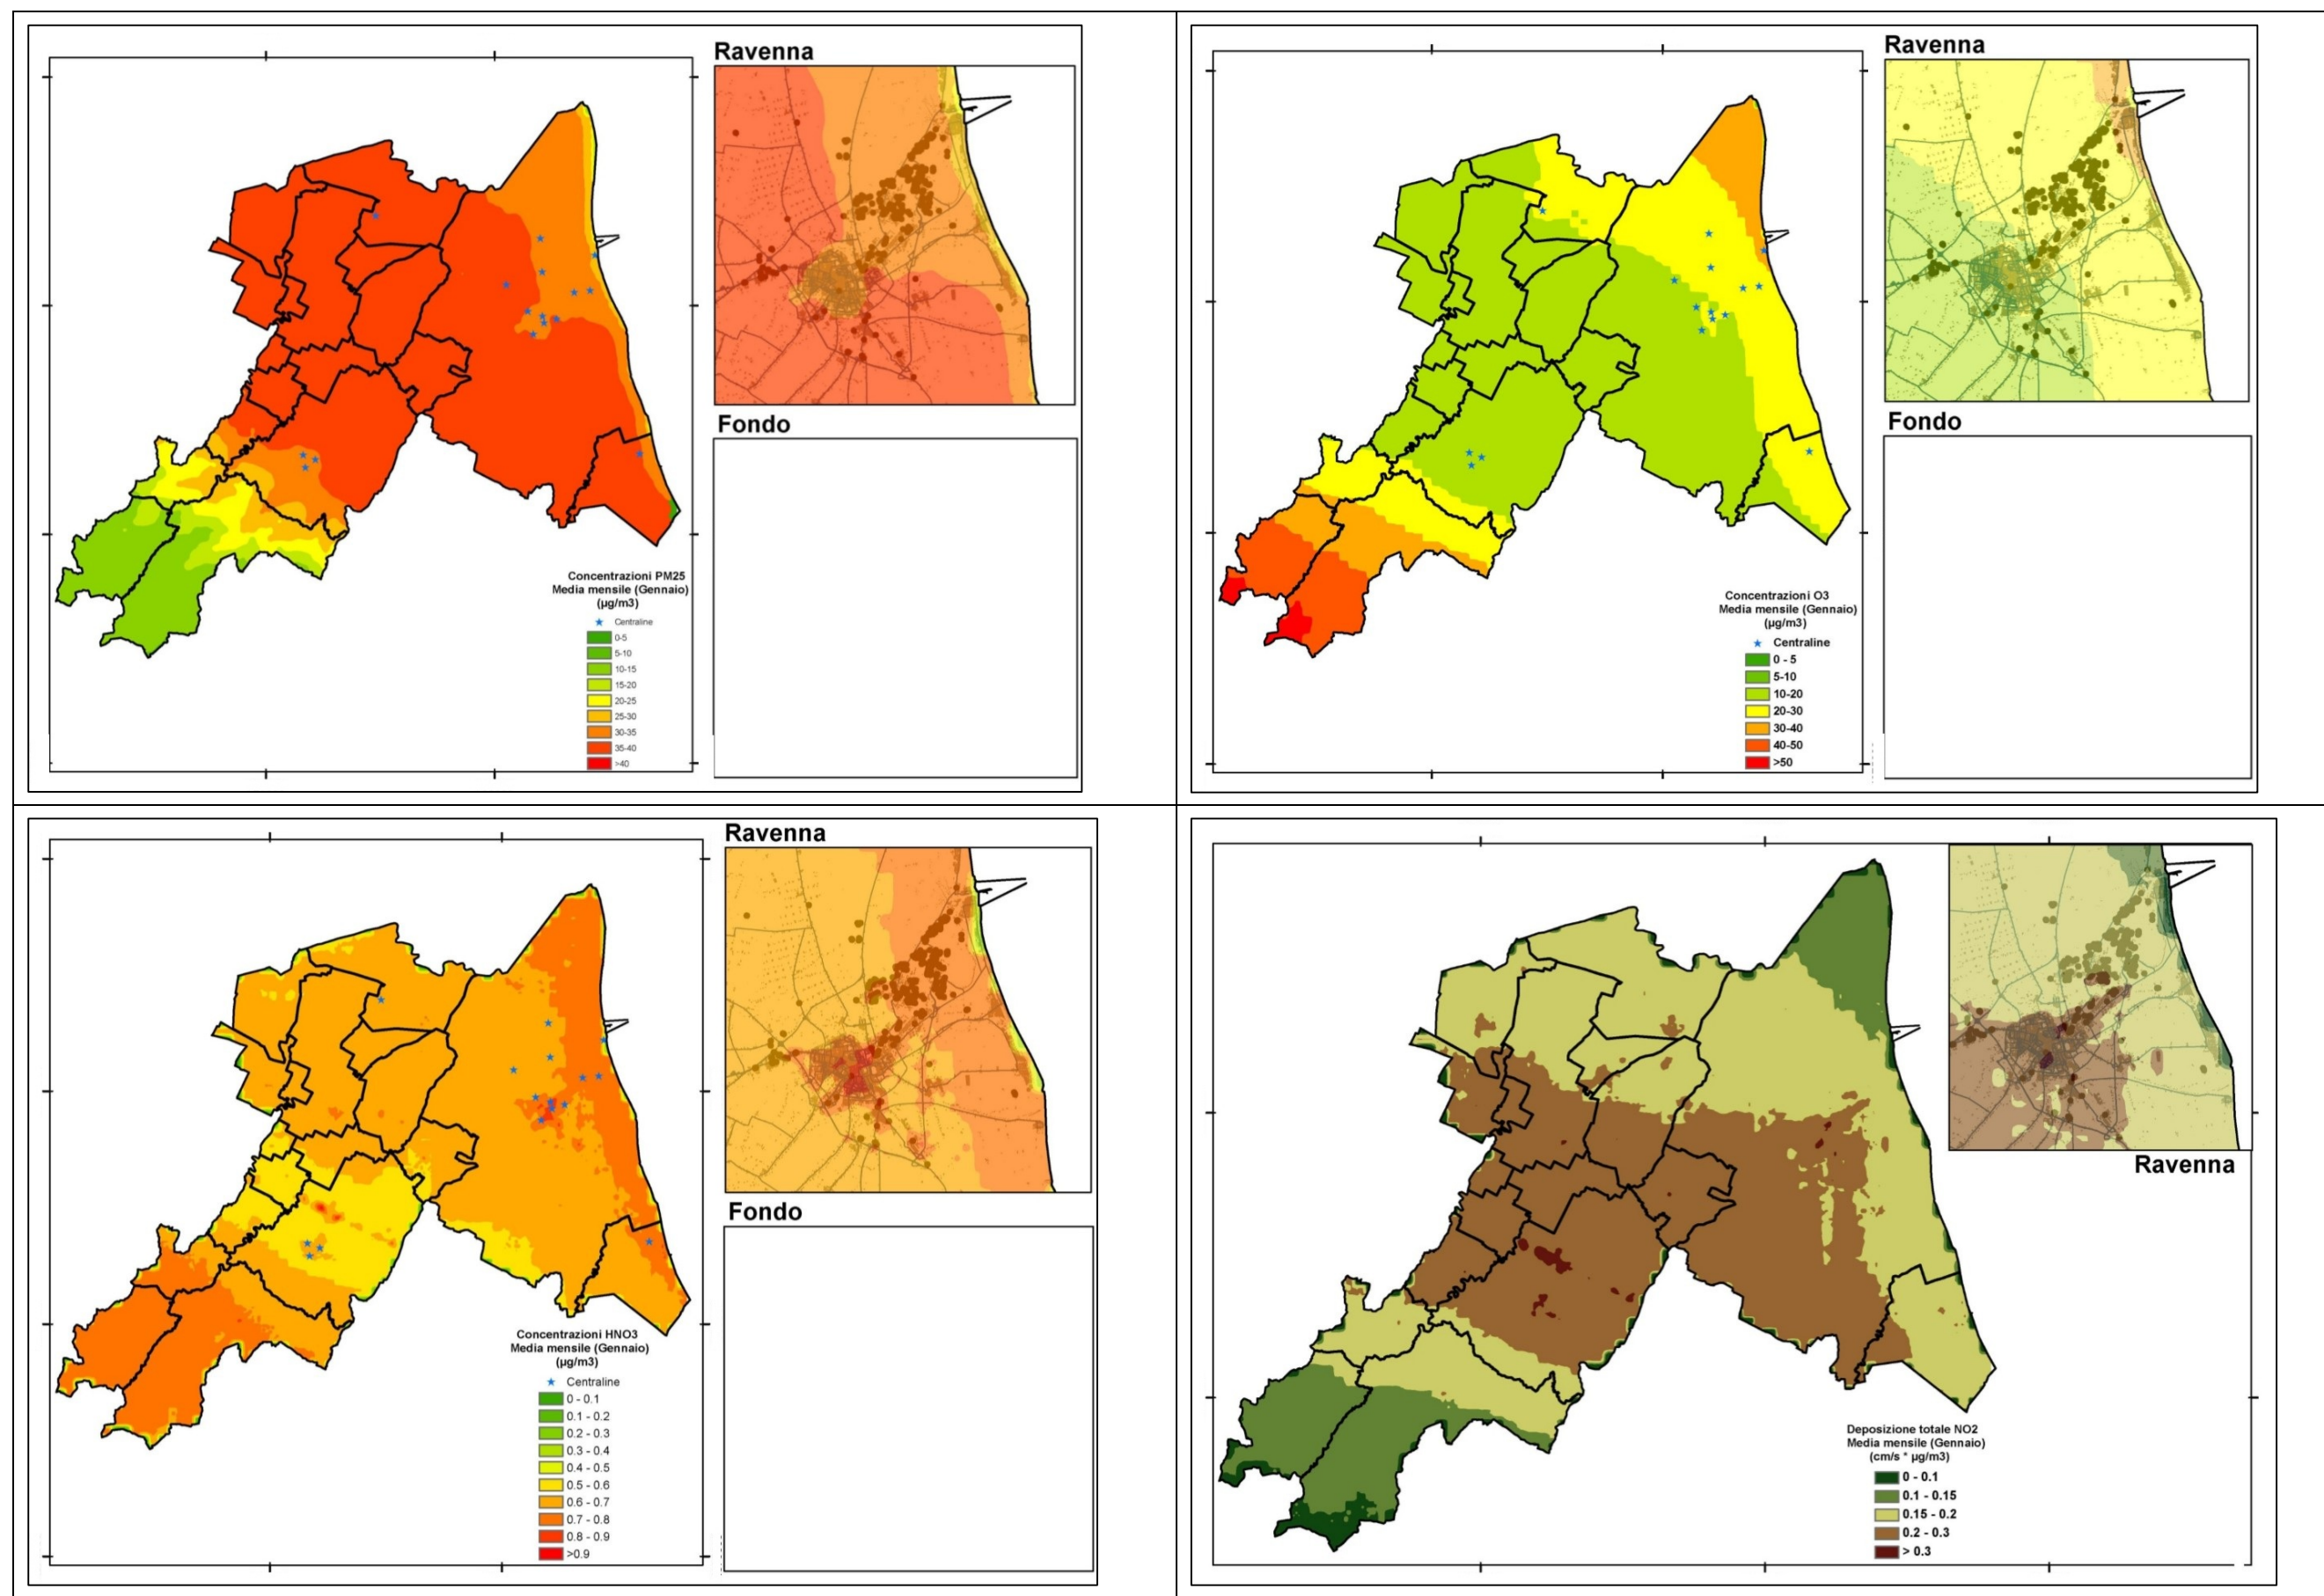 Ravenna
Fondo
Concentrazioni PM25
Media mensile (Gennaio)
(µg/m3)
Centraline
0-5
5-10
10-15
15-20
20-25
25-30
30-35
35-40
>40
Ravenna
Fondo
Concentrazioni O3
Media mensile (Gennaio)
(µg/m3)
Centraline
0 - 5
5-10
10-20
20-30
30-40
40-50
>50
Ravenna
Fondo
Concentrazioni HNO3
Media mensile (Gennaio)
(µg/m3)
Centraline
0 - 0.1
0.1 - 0.2
0.2 - 0.3
0.3 - 0.4
0.4 - 0.5
0.5 - 0.6
0.6 - 0.7
0.7 - 0.8
0.8 - 0.9
>0.9
Ravenna
Deposizione totale NO2
Media mensile (Gennaio)
(cm/s * µg/m3)
0 - 0.1
0.1 - 0.15
0.15 - 0.2
0.2 - 0.3
> 0.3